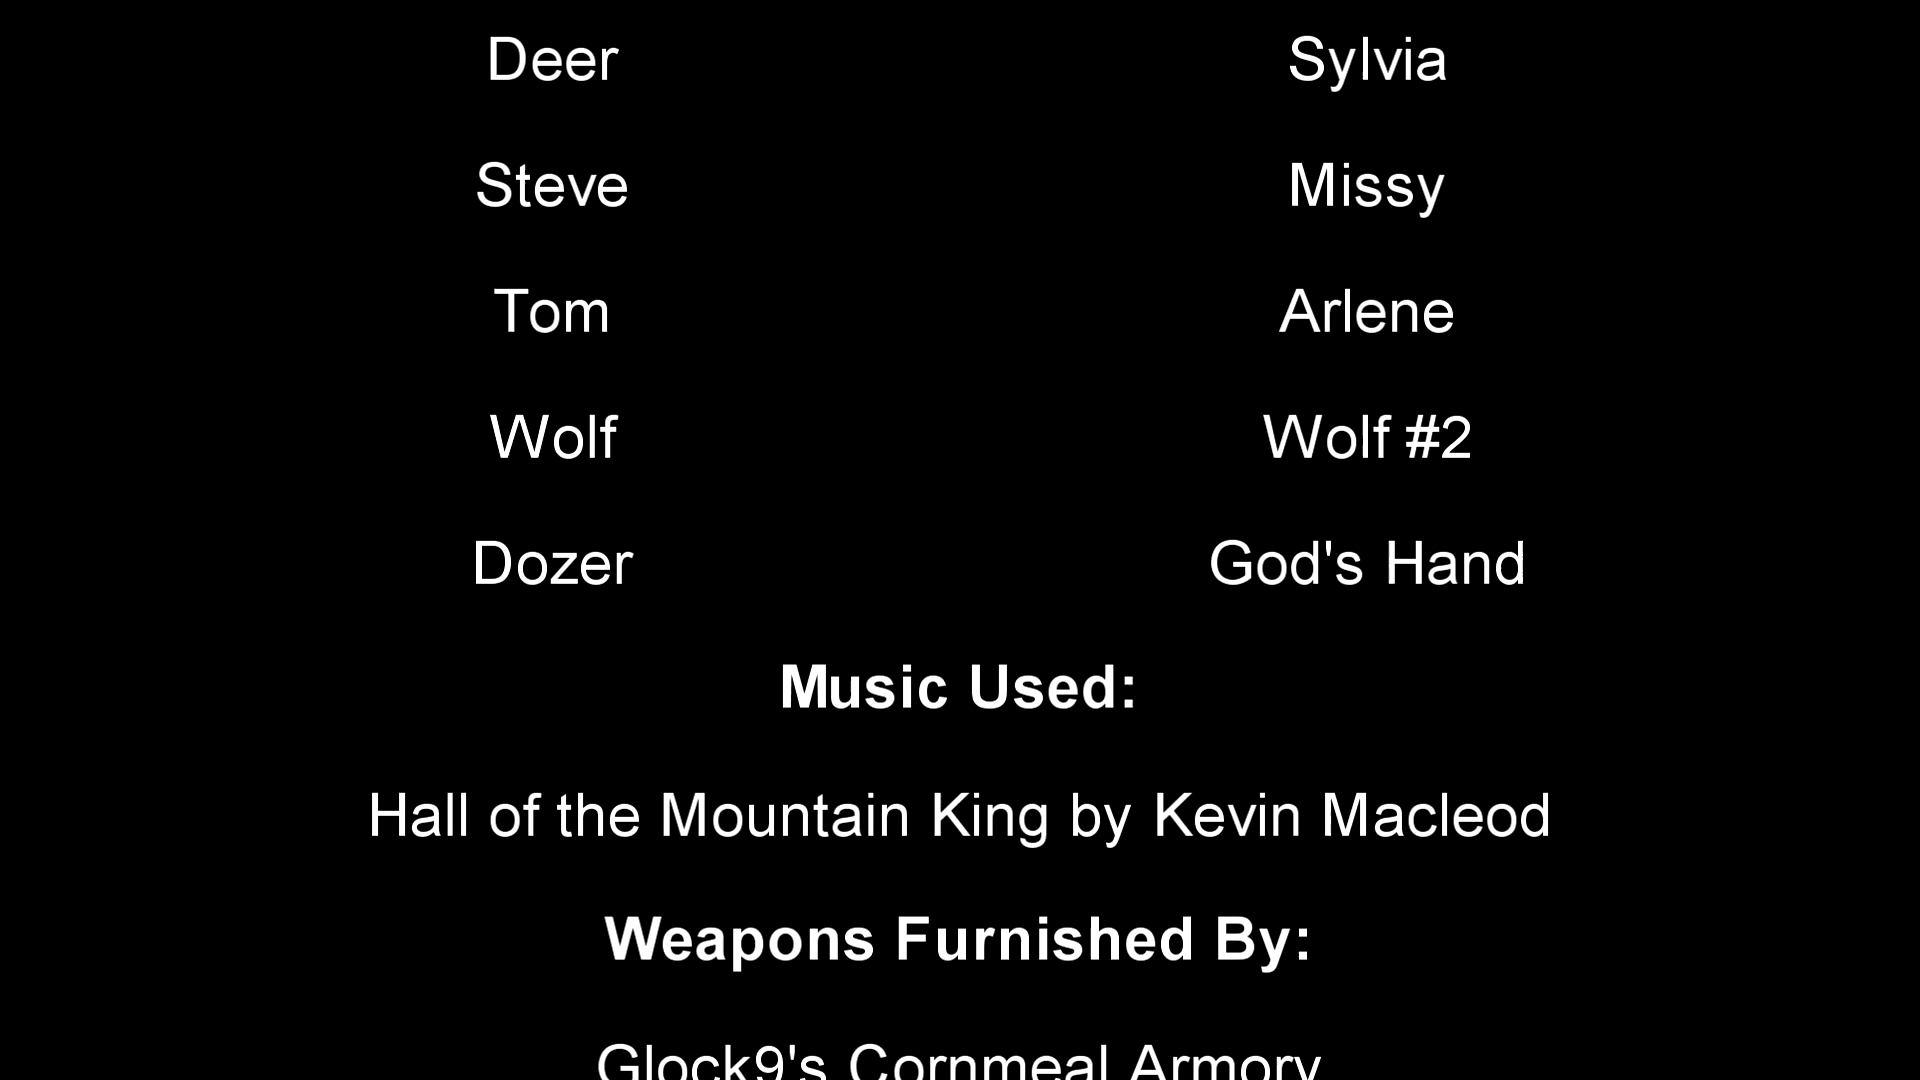 Deer Sylvia
Steve Missy
Tom Arlene
Wolf Wolf #2
Dozer God's Hand
Music Used:
Hall of the Mountain King by Kevin Macleod
Weapons Furnished By:
Glock9's Cornmeal Armory